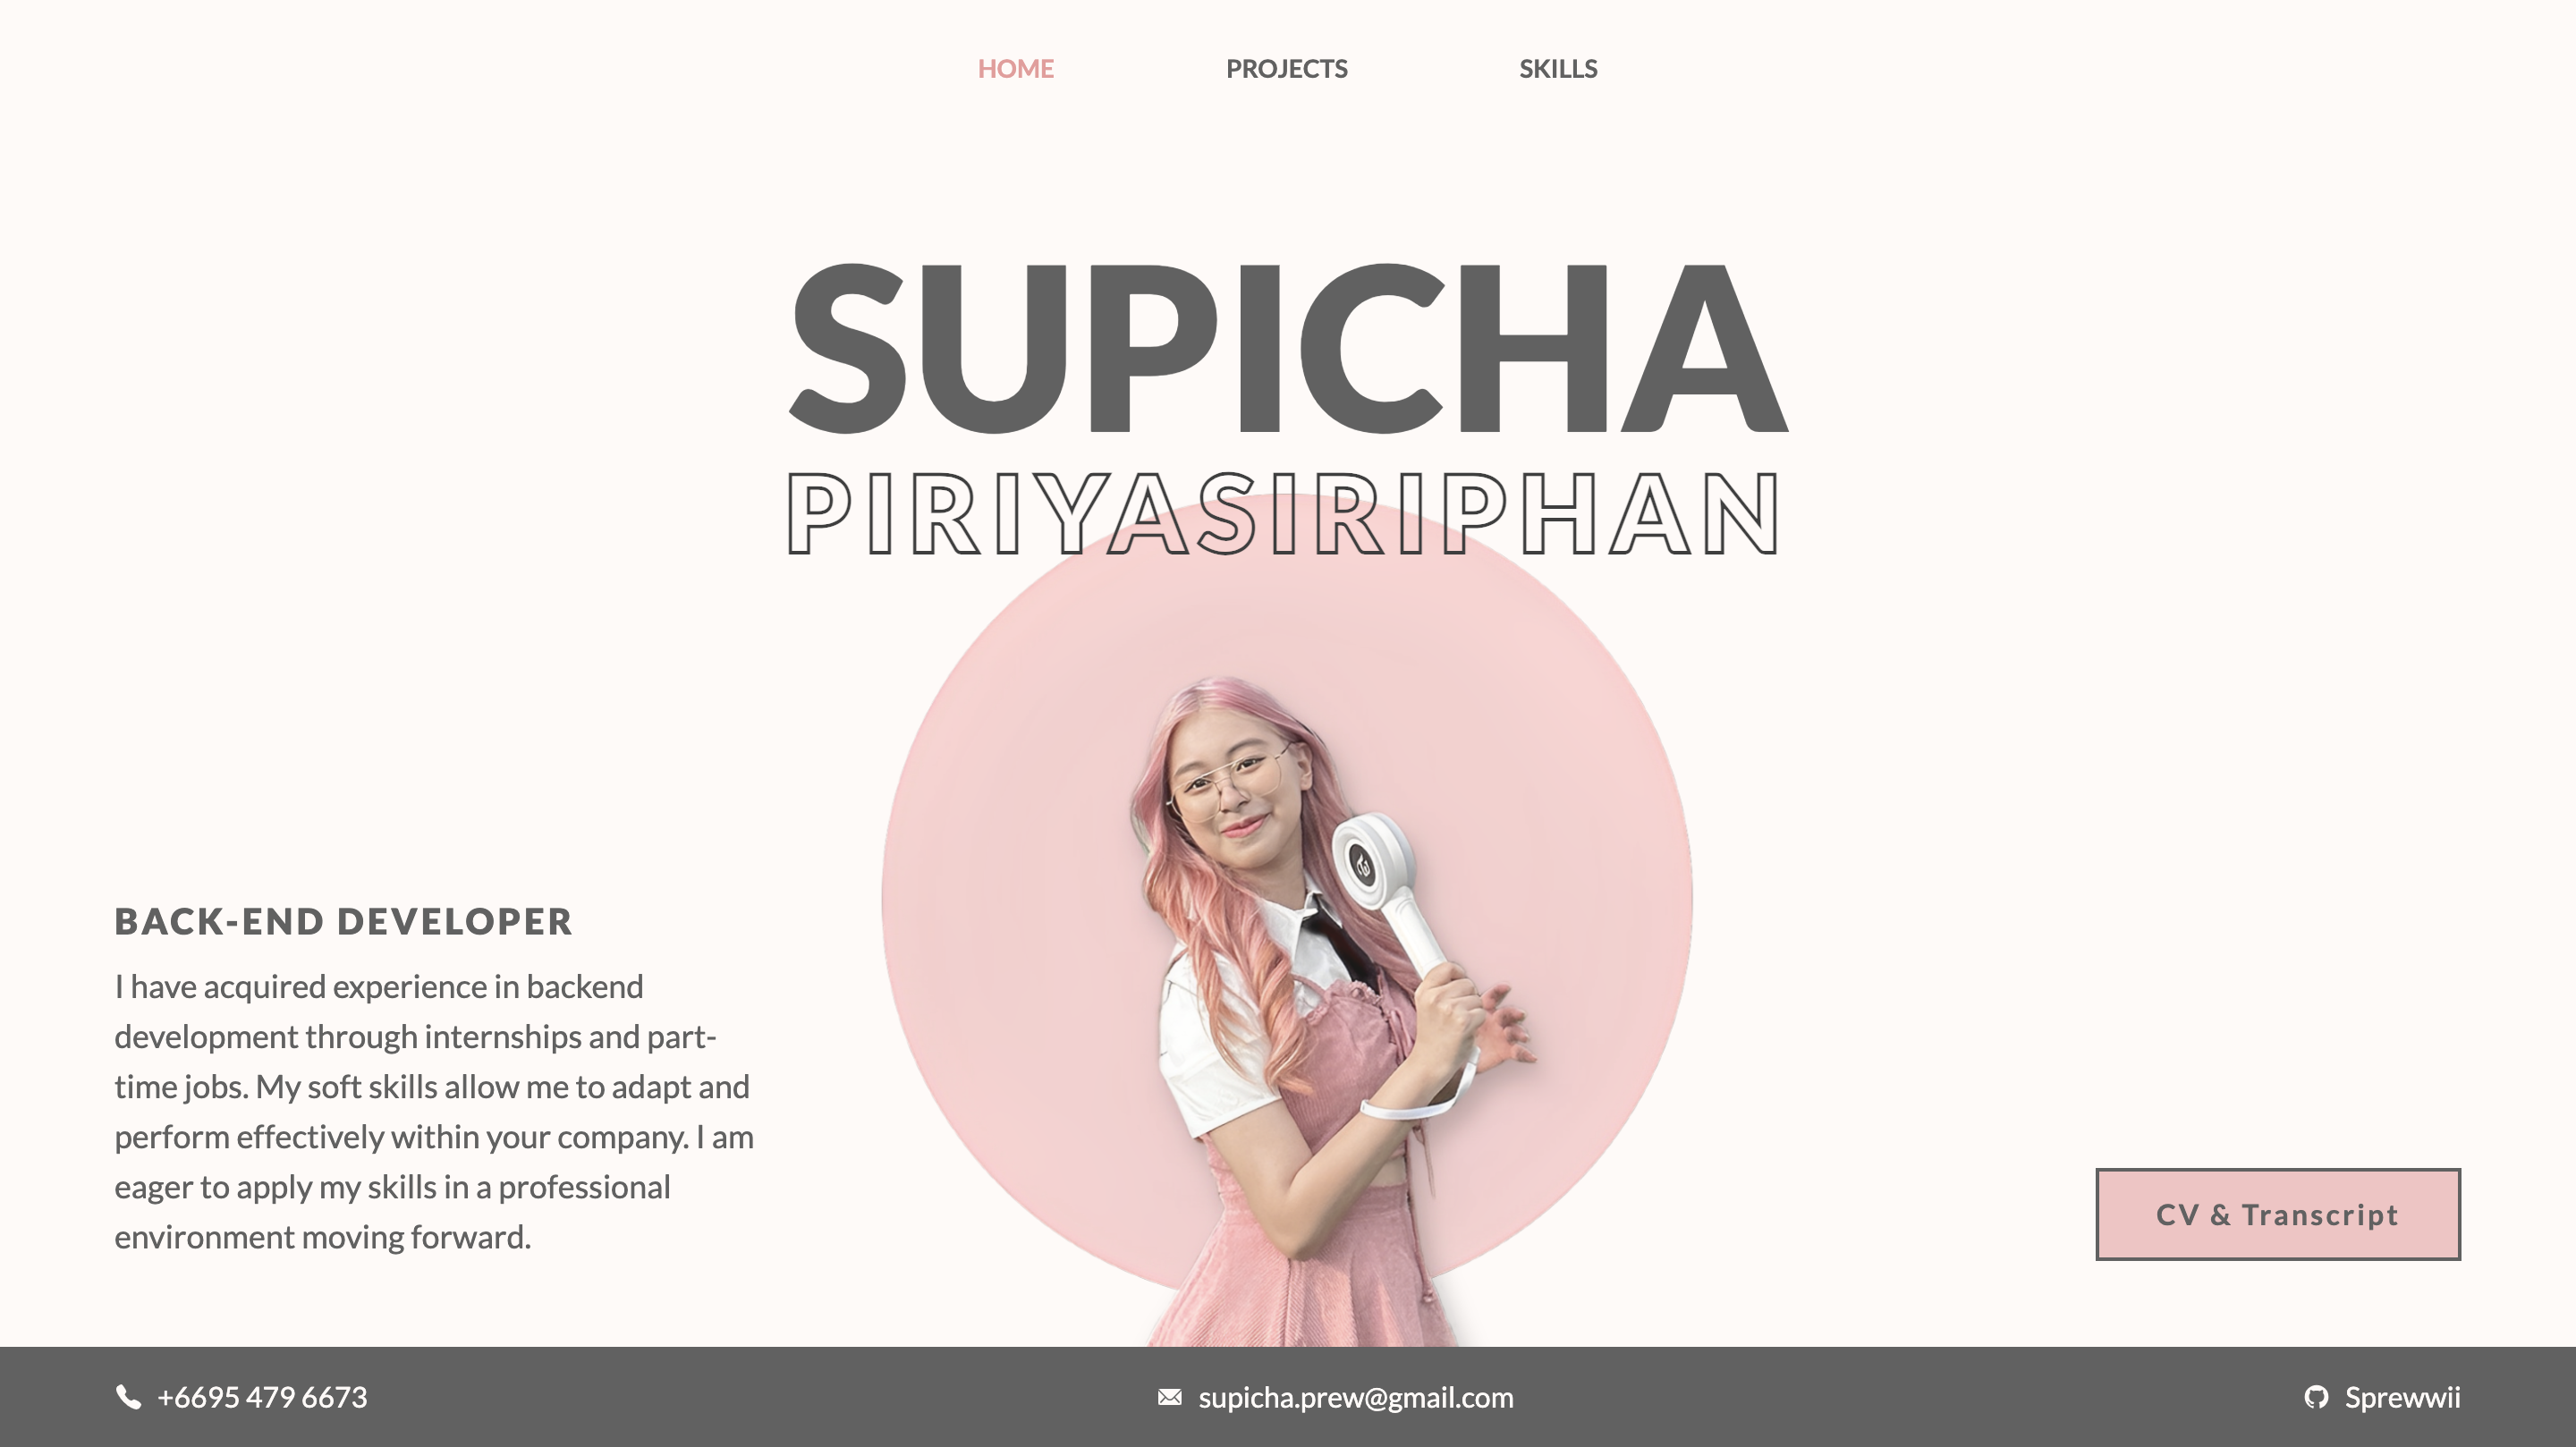 HOME PROJECTS SKILLS
SUPICHA
PIRIYASIRIPHAN
BACK-END DEVELOPER
I have acquired experience in backend
development through internships and part-
time jobs. My soft skills allow me to adapt and
perform effectively within your company. I am
eager to apply my skills in a professional
environment moving forward.
CV & Transcript
+6695 479 6673
supicha.prew@gmail.com
Sprewwii